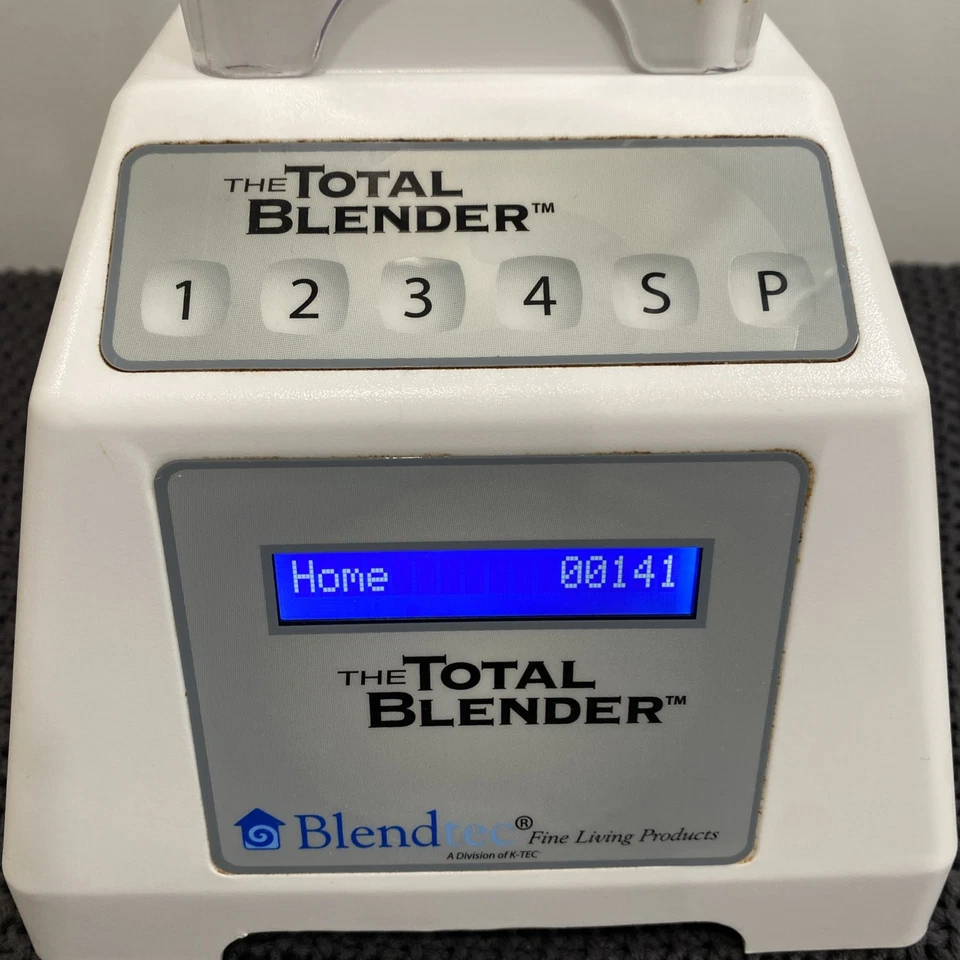 THE TOTAL
BLENDER™
1 2 3 4 S P
Home 00141
THE TOTAL
BLENDER™
Blendtec® Fine Living Products
A Division of K-TEC